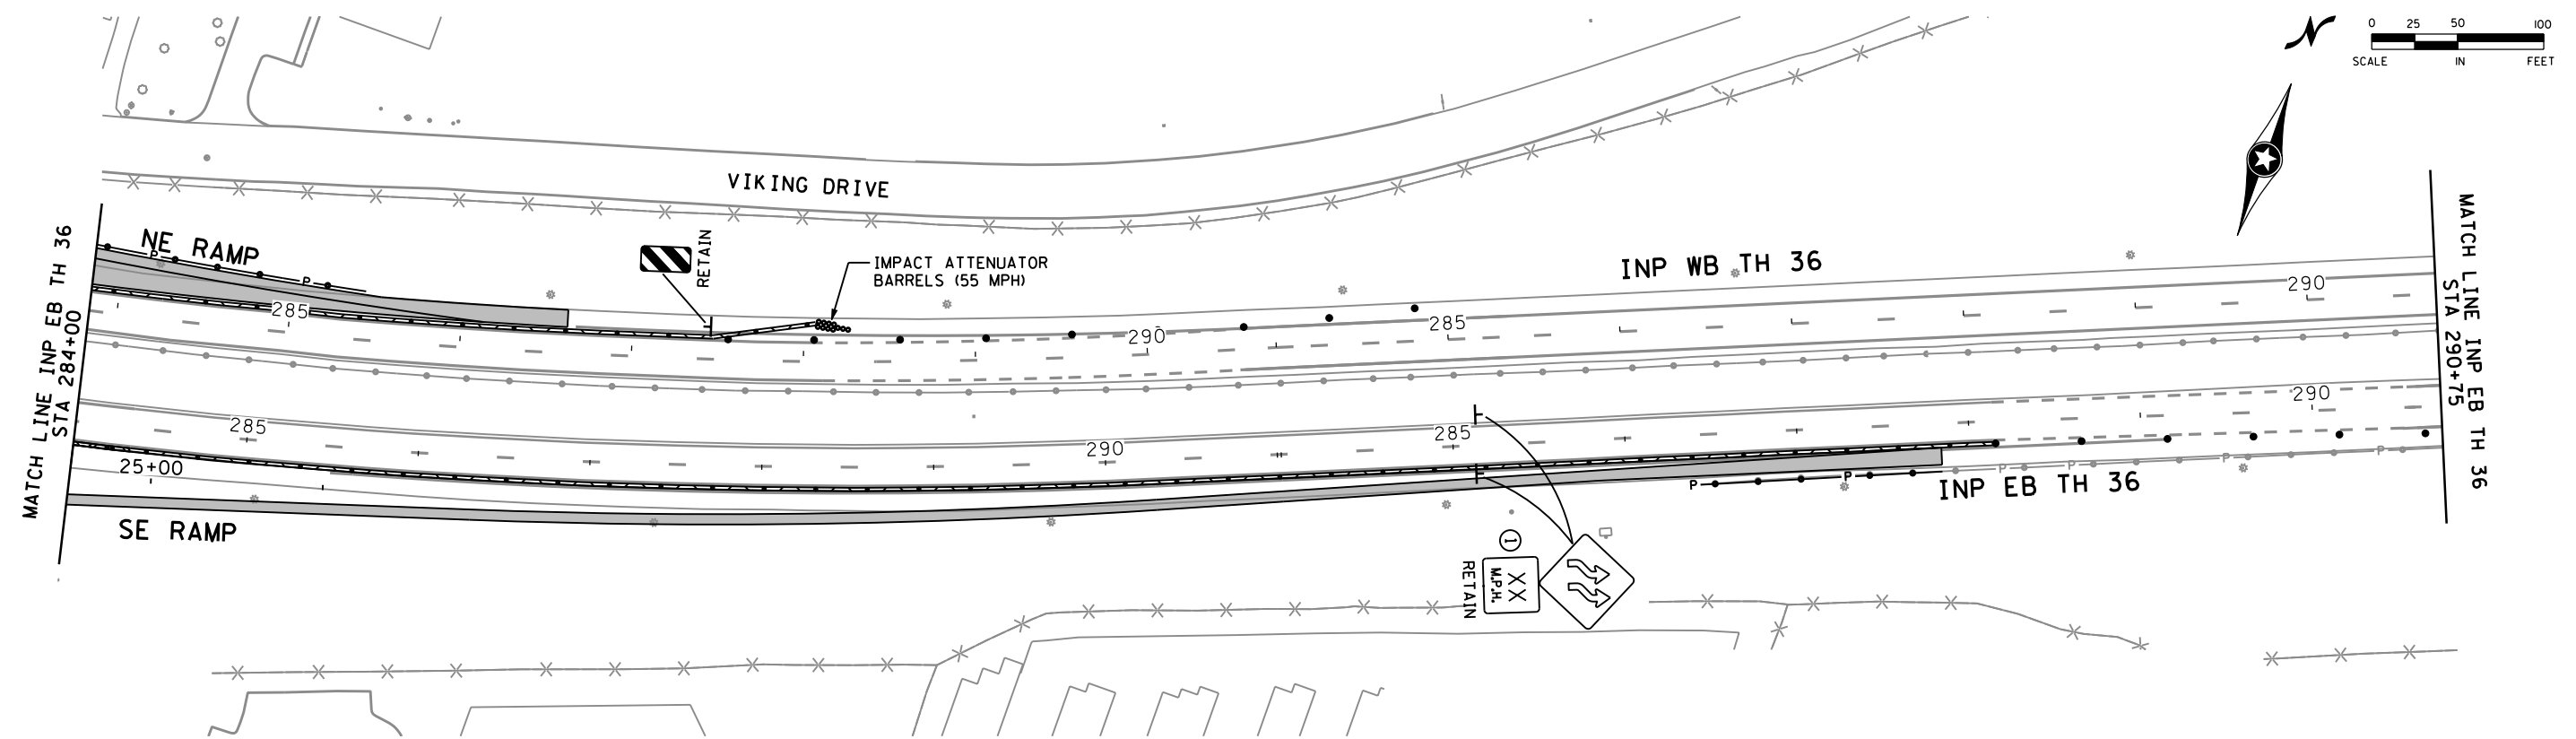 0 25 50 100
SCALE IN FEET
VIKING DRIVE
MATCH LINE INP EB TH 36
STA 284+00
NE RAMP
P
P
285
RETAIN
IMPACT ATTENUATOR
BARRELS (55 MPH)
290
285
INP WB TH 36
290
MATCH LINE INP EB TH 36
STA 290+75
285
25+00
SE RAMP
290
285
290
P
P
P
P
P
P
INP EB TH 36
1
XX
M.P.H.
RETAIN